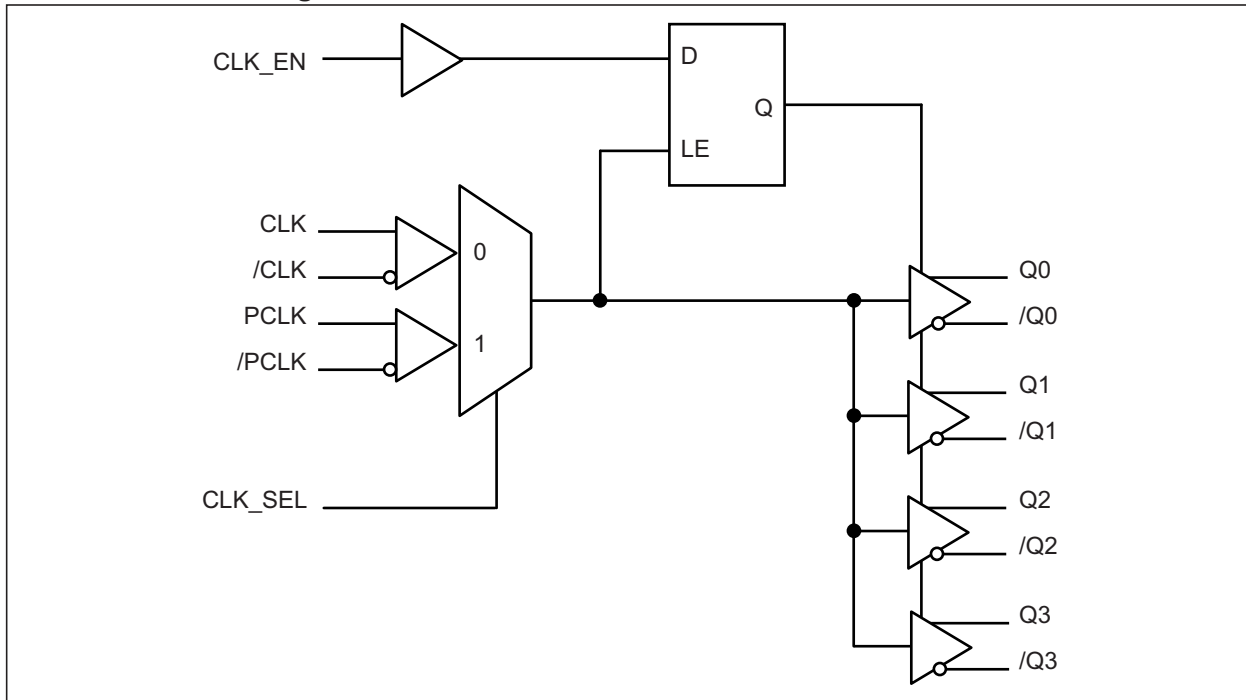 CLK_EN
D
Q
LE
CLK
/CLK
PCLK
/PCLK
0
1
CLK_SEL
Q0
/Q0
Q1
/Q1
Q2
/Q2
Q3
/Q3